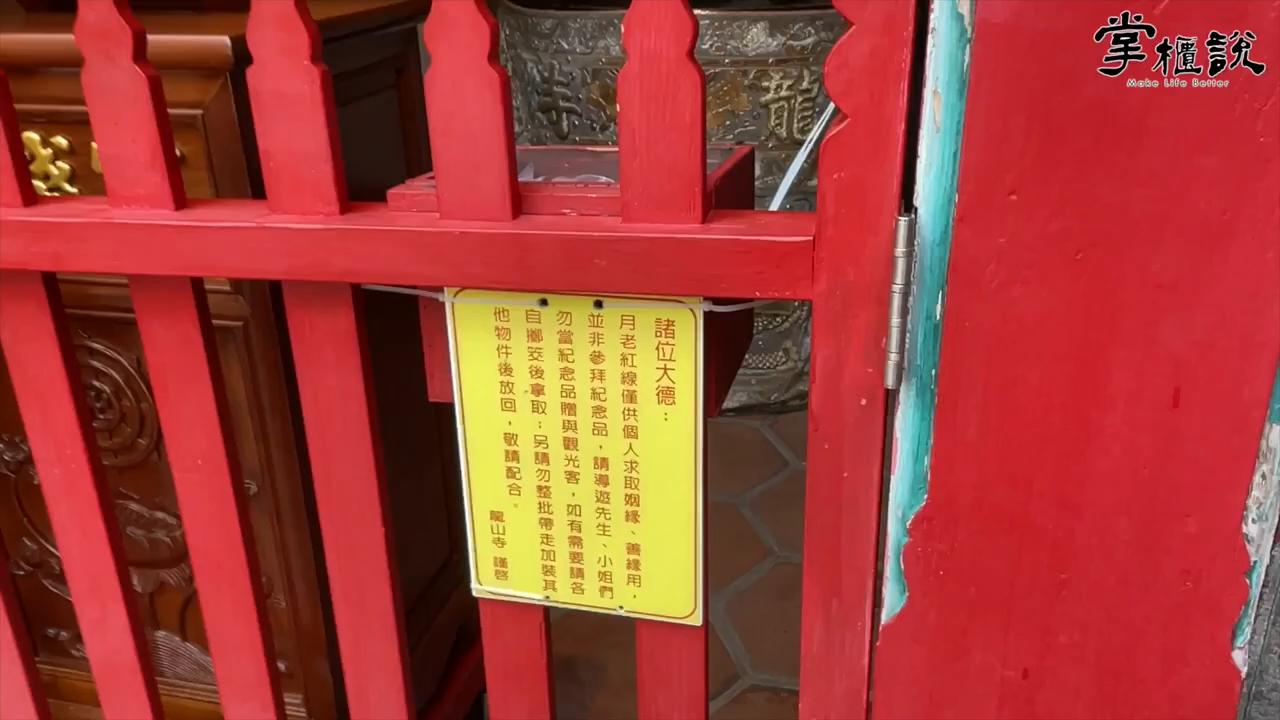 掌櫃說
Make Life Better
龍
寺
諸位大德：
月老紅線僅供個人求取姻緣、善緣用，
並非參拜紀念品，請導遊先生、小姐們
勿當紀念品贈與觀光客，如有需要請各
自擲筊後拿取；另請勿整批帶走加裝其
他物件後放回，敬請配合。
龍山寺 謹啓